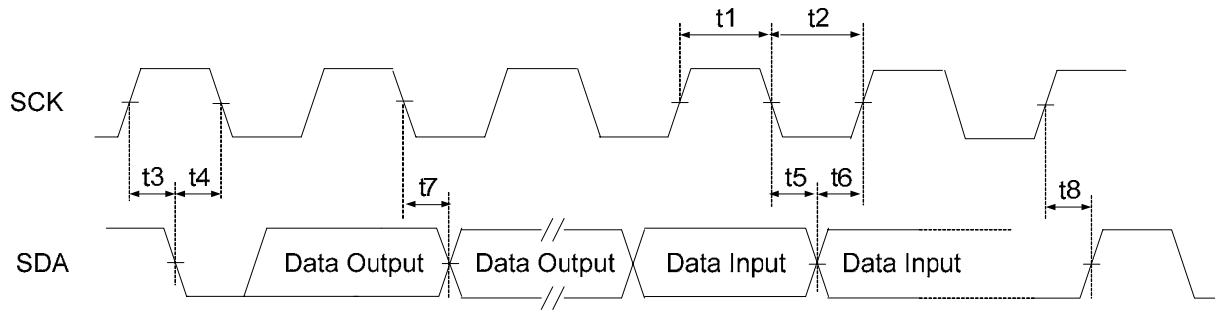 t1 t2
SCK
t3 t4 t7 t5 t6 t8
SDA Data Output Data Output Data Input Data Input